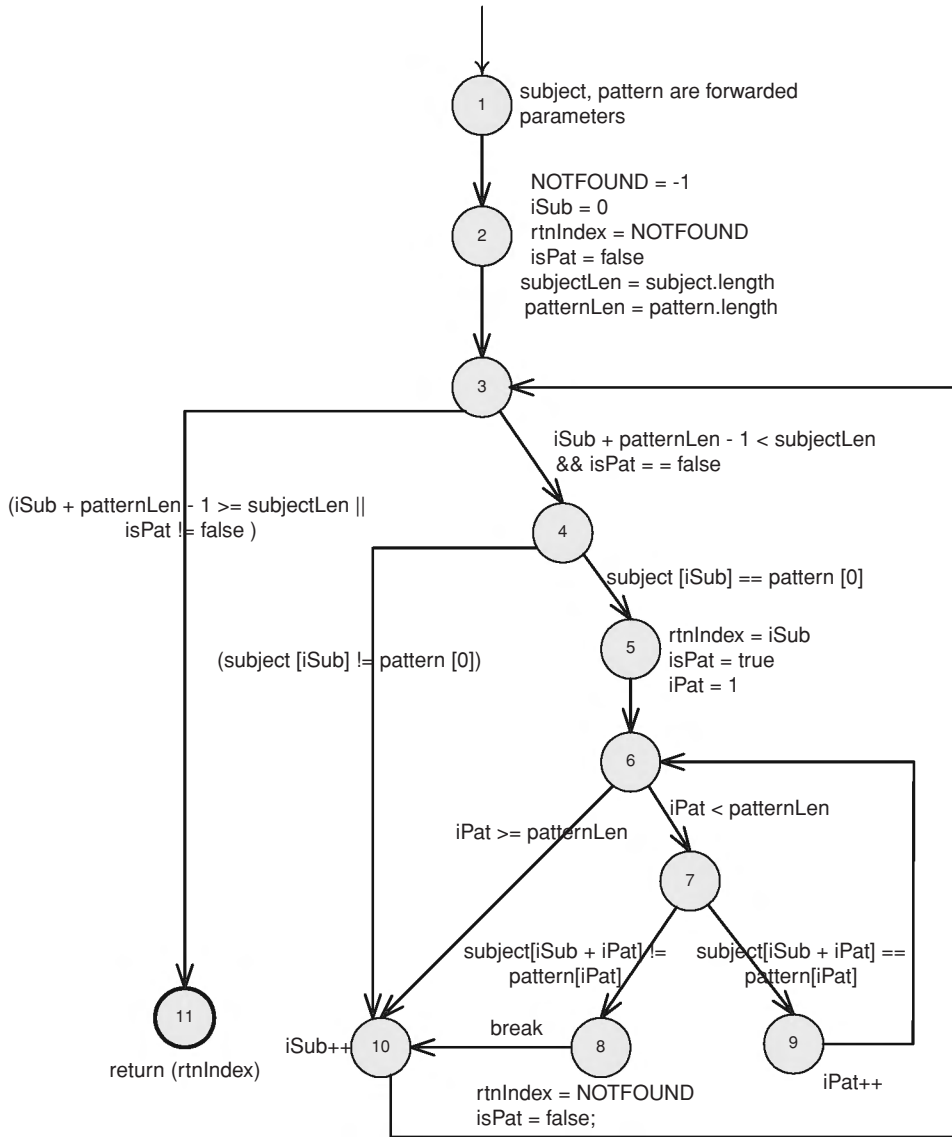 1
subject, pattern are forwarded
parameters
NOTFOUND = -1
iSub = 0
2
rtnIndex = NOTFOUND
isPat = false
subjectLen = subject.length
patternLen = pattern.length
3
iSub + patternLen - 1 < subjectLen
&& isPat = = false
(iSub + patternLen - 1 >= subjectLen ||
isPat != false )
4
subject [iSub] == pattern [0]
(subject [iSub] != pattern [0])
5
rtnIndex = iSub
isPat = true
iPat = 1
6
iPat >= patternLen
iPat < patternLen
7
subject[iSub + iPat] !=
pattern[iPat]
subject[iSub + iPat] ==
pattern[iPat]
11
return (rtnIndex)
iSub++
10
break
8
rtnIndex = NOTFOUND
isPat = false;
9
iPat++